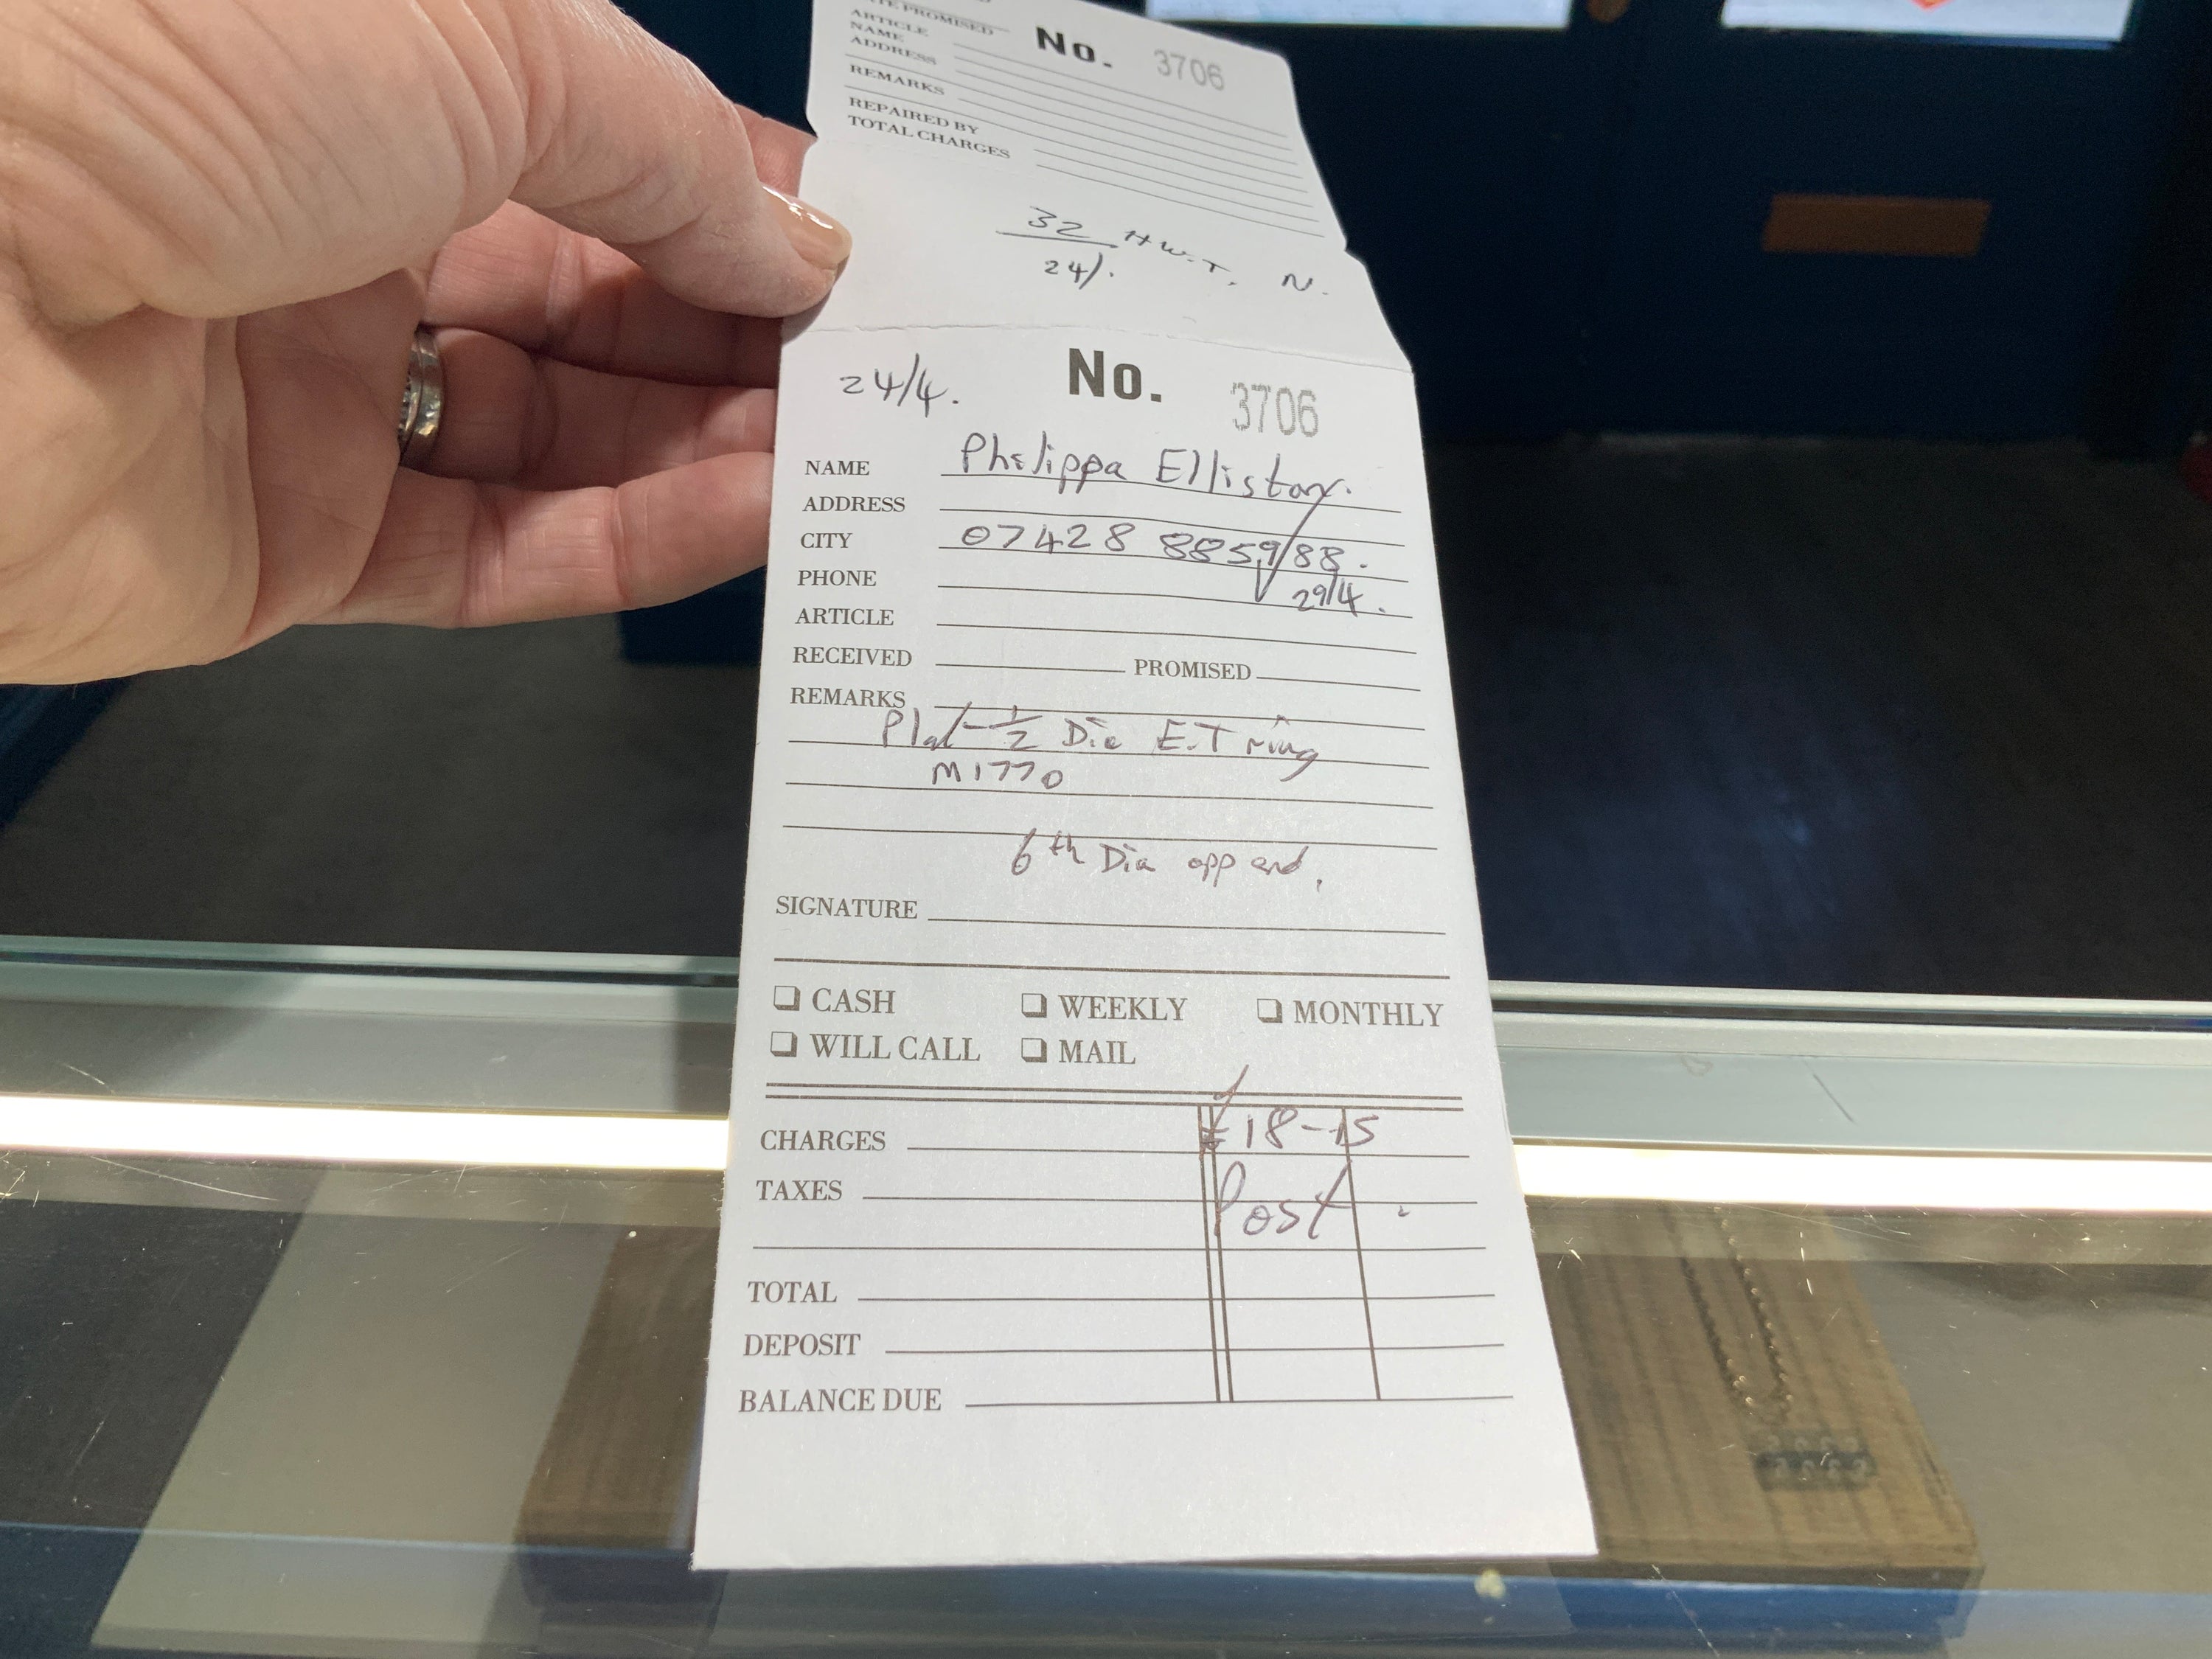 PROMISED
ARTICLE
NAME
ADDRESS
No. 3706
REMARKS
REPAIRED BY
TOTAL CHARGES
32 H W.T. N.
24/.
24/4.
No. 3706
NAME Philippa Elliston.
ADDRESS
CITY 07428 885988.
PHONE 29/4.
ARTICLE
RECEIVED PROMISED
REMARKS
Plat 1/2 Dia E.T ring
M1770
6th Dia opp end.
SIGNATURE
CASH WEEKLY MONTHLY
WILL CALL MAIL
CHARGES £18-15
TAXES Post
TOTAL
DEPOSIT
BALANCE DUE